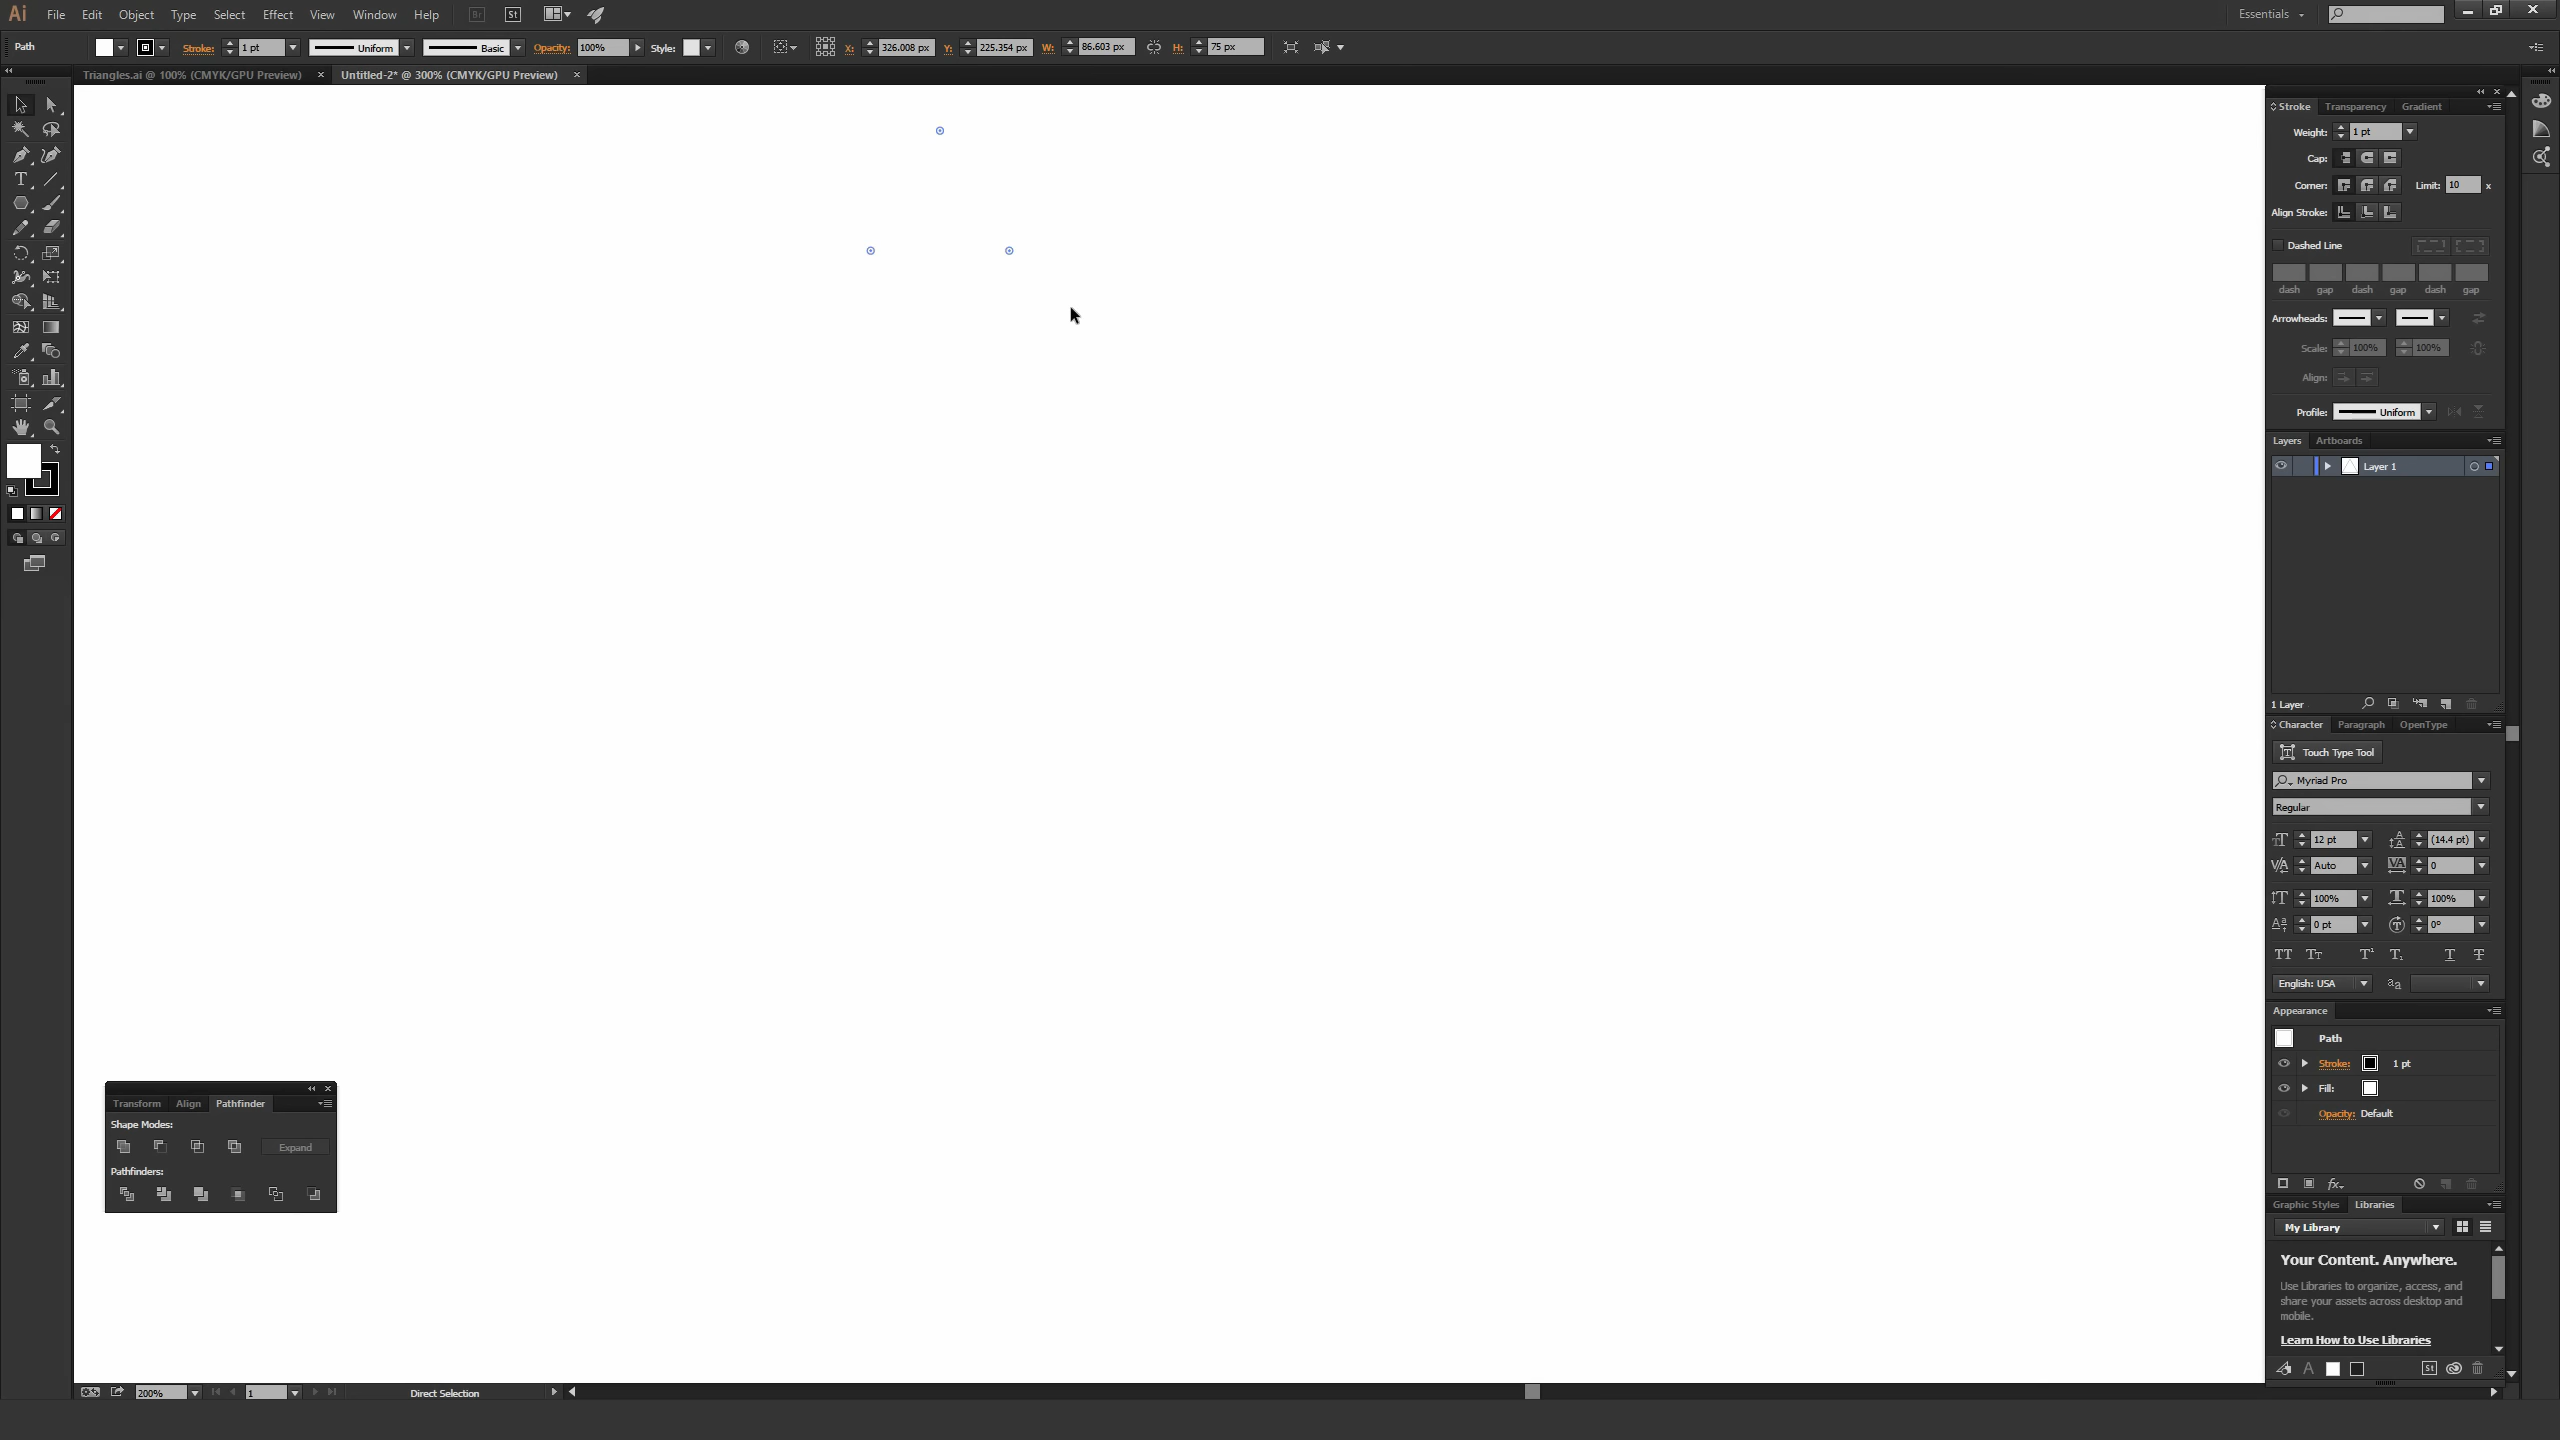 Ai File Edit Object Type Select Effect View Window Help Br St Essentials
Path Stroke: 1 pt Uniform Basic Opacity: 100% Style: X: 326.008 px Y: 225.354 px W: 86.603 px H: 75 px
Triangles.ai @ 100% (CMYK/GPU Preview) × Untitled-2* @ 300% (CMYK/GPU Preview) ×
Stroke Transparency Gradient
Weight: 1 pt
Cap:
Corner: Limit: 10 x
Align Stroke:
Dashed Line
dash gap dash gap dash gap
Arrowheads:
Scale: 100% 100%
Align:
Profile: Uniform
Layers Artboards
Layer 1
1 Layer
Character Paragraph OpenType
Touch Type Tool
Myriad Pro
Regular
12 pt (14.4 pt)
Auto 0
100% 100%
0 pt 0°
English: USA
Appearance
Path
Stroke: 1 pt
Fill:
Opacity: Default
Transform Align Pathfinder
Shape Modes:
Expand
Pathfinders:
Graphic Styles Libraries
My Library
Your Content. Anywhere.
Use Libraries to organize, access, and
share your assets across desktop and
mobile.
Learn How to Use Libraries
200% 1 Direct Selection